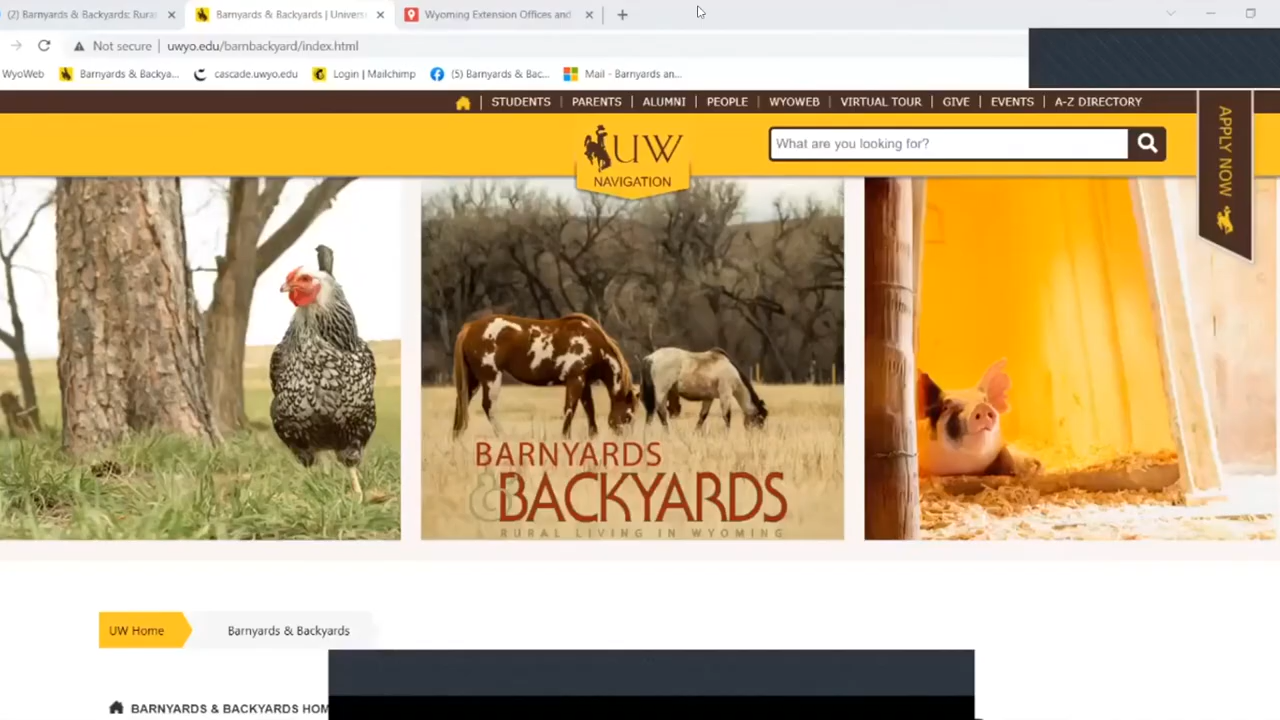 (2) Barnyards & Backyards: Rura
Barnyards & Backyards | Univers
Wyoming Extension Offices and
Not secure | uwyo.edu/barnbackyard/index.html
WyoWeb
Barnyards & Backya...
cascade.uwyo.edu
Login | Mailchimp
(5) Barnyards & Bac...
Mail - Barnyards an...
STUDENTS | PARENTS | ALUMNI | PEOPLE | WYOWEB | VIRTUAL TOUR | GIVE | EVENTS | A-Z DIRECTORY
UW
NAVIGATION
What are you looking for?
APPLY NOW
BARNYARDS
& BACKYARDS
RURAL LIVING IN WYOMING
UW Home
Barnyards & Backyards
BARNYARDS & BACKYARDS HOM